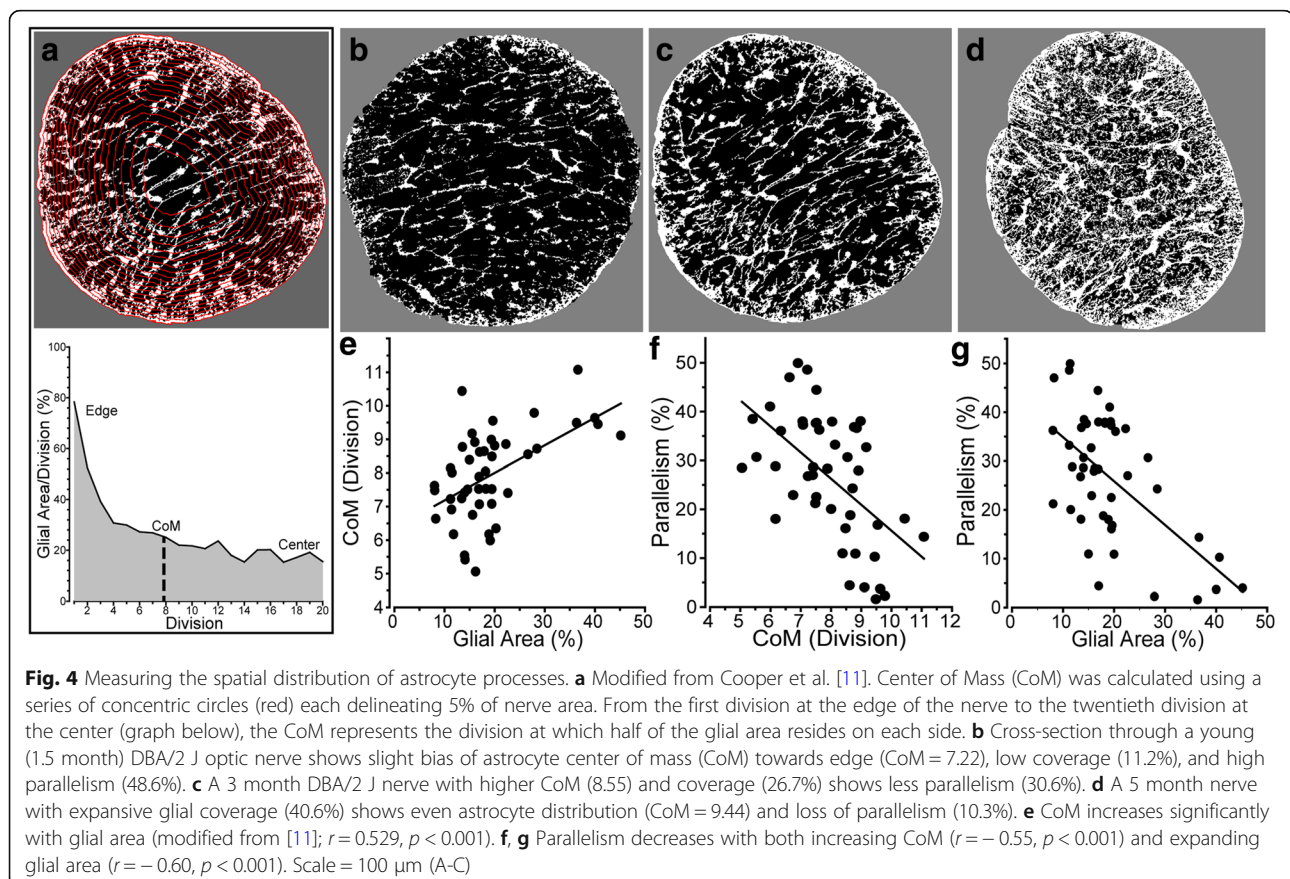 a
b
c
d
100
80
60
40
20
0
Glial Area/Division (%)
Edge
CoM
Center
2 4 6 8 10 12 14 16 18 20
Division
e
11
10
9
8
7
6
5
4
CoM (Division)
0 10 20 30 40 50
Glial Area (%)
f
50
40
30
20
10
0
Parallelism (%)
4 5 6 7 8 9 10 11 12
CoM (Division)
g
50
40
30
20
10
0
Parallelism (%)
0 10 20 30 40 50
Glial Area (%)
Fig. 4 Measuring the spatial distribution of astrocyte processes. a Modified from Cooper et al. [11]. Center of Mass (CoM) was calculated using a
series of concentric circles (red) each delineating 5% of nerve area. From the first division at the edge of the nerve to the twentieth division at
the center (graph below), the CoM represents the division at which half of the glial area resides on each side. b Cross-section through a young
(1.5 month) DBA/2 J optic nerve shows slight bias of astrocyte center of mass (CoM) towards edge (CoM = 7.22), low coverage (11.2%), and high
parallelism (48.6%). c A 3 month DBA/2 J nerve with higher CoM (8.55) and coverage (26.7%) shows less parallelism (30.6%). d A 5 month nerve
with expansive glial coverage (40.6%) shows even astrocyte distribution (CoM = 9.44) and loss of parallelism (10.3%). e CoM increases significantly
with glial area (modified from [11]; r = 0.529, p < 0.001). f, g Parallelism decreases with both increasing CoM (r = − 0.55, p < 0.001) and expanding
glial area (r = − 0.60, p < 0.001). Scale = 100 μm (A-C)